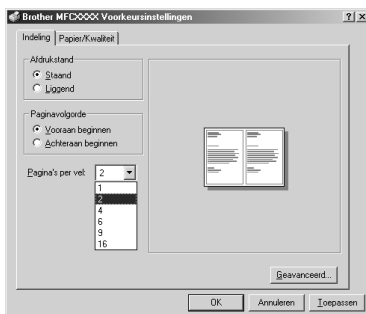 Brother MFCXXXX Voorkeursinstellingen
Indeling Papier/Kwaliteit
Afdrukstand
Staand
Liggend
Paginavolgorde
Vooraan beginnen
Achteraan beginnen
Pagina's per vel: 2
1
2
4
6
9
16
Geavanceerd...
OK Annuleren Toepassen